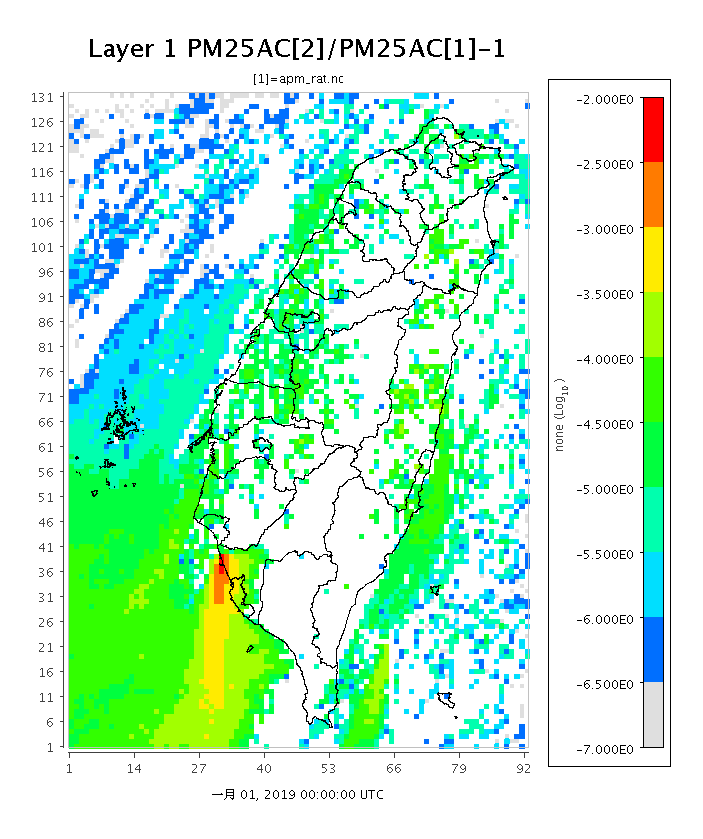 Layer 1 PM25AC[2]/PM25AC[1]-1
[1]=apm_rat.nc
131
126
121
116
111
106
101
96
91
86
81
76
71
66
61
56
51
46
41
36
31
26
21
16
11
6
1
1 14 27 40 53 66 79 92
一月 01, 2019 00:00:00 UTC
-2.000E0
-2.500E0
-3.000E0
-3.500E0
-4.000E0
-4.500E0
-5.000E0
-5.500E0
-6.000E0
-6.500E0
-7.000E0
none (Log10)